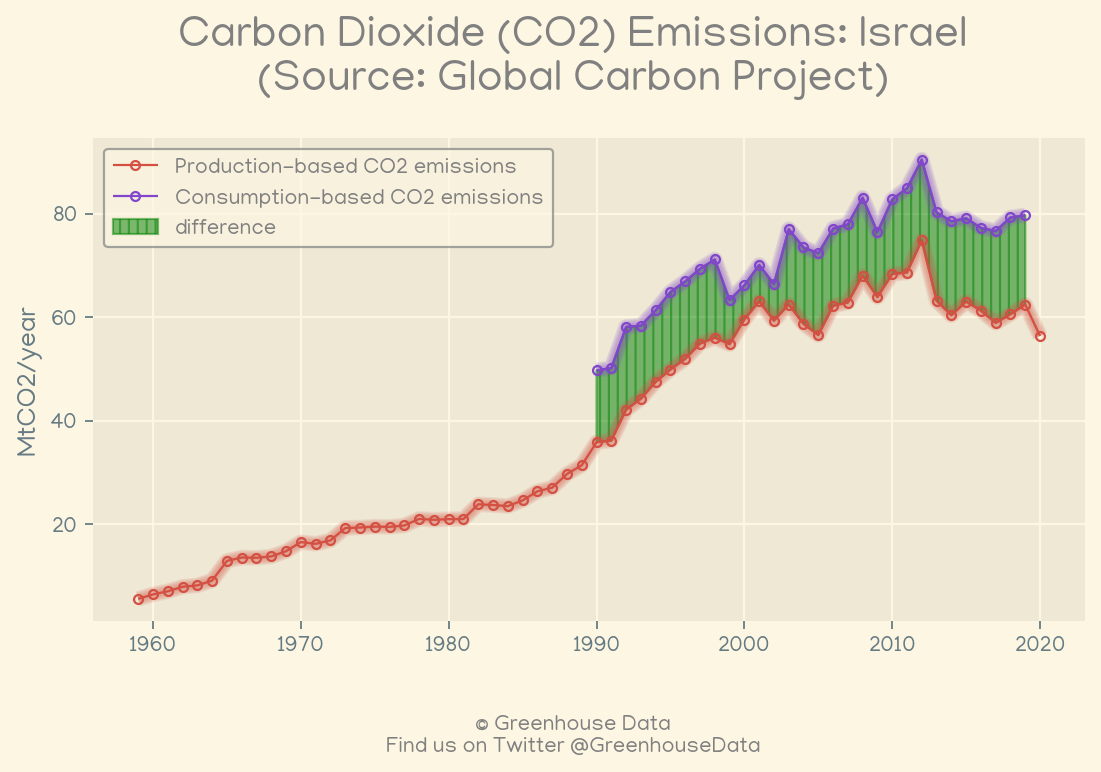 Carbon Dioxide (CO2) Emissions: Israel
(Source: Global Carbon Project)
Production-based CO2 emissions
Consumption-based CO2 emissions
difference
MtCO2/year
80
60
40
20
1960 1970 1980 1990 2000 2010 2020
© Greenhouse Data
Find us on Twitter @GreenhouseData